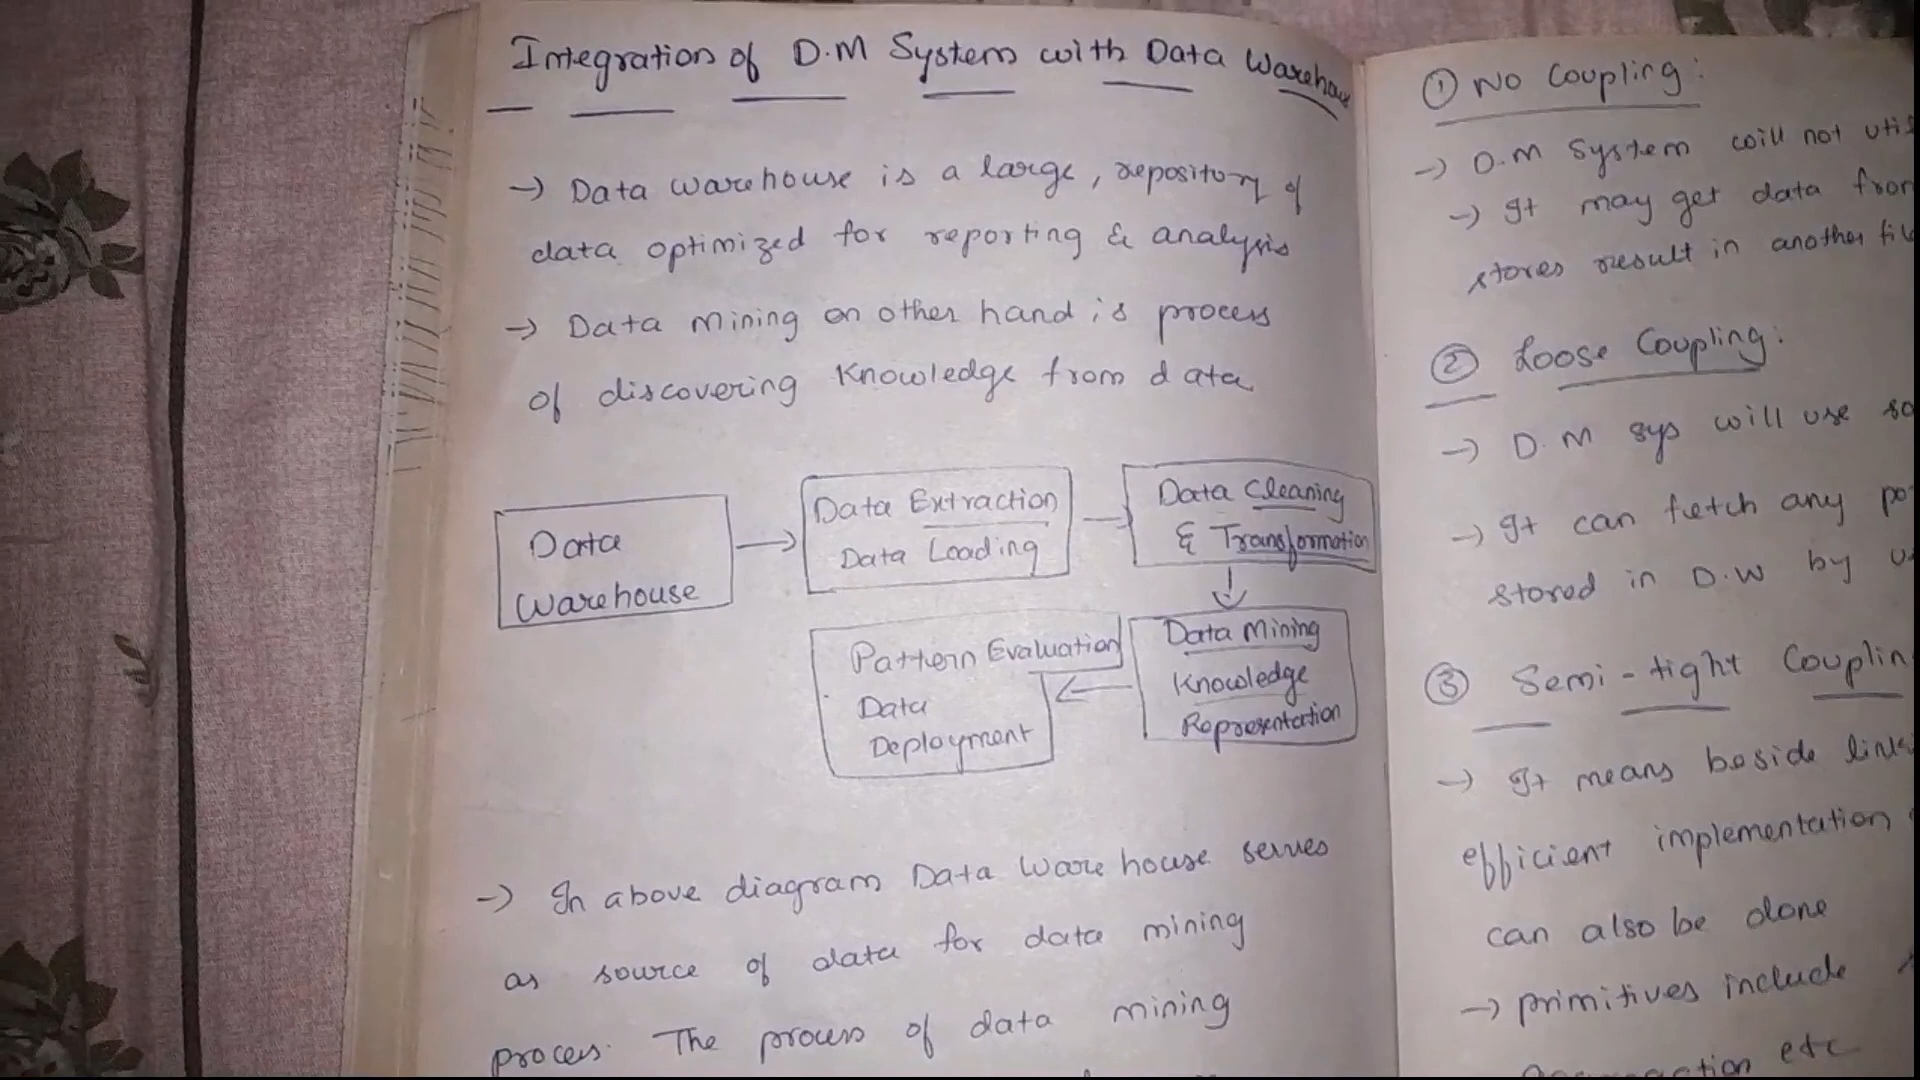 Integration of D.M System with Data Warehouse
→ Data warehouse is a large, repository of
data optimized for reporting & analysis
→ Data Mining on other hand is process
of discovering Knowledge from data
Data
Warehouse
Data Extraction
Data Loading
Data Cleaning
& Transformation
Data Mining
Knowledge
Representation
Pattern Evaluation
Data
Deployment
→ In above diagram Data Ware house serves
as source of data for data mining
process. The process of data mining
① No Coupling:
→ D.M System will not
→ It may get data from
stores result in another
② Loose Coupling:
→ D.M sys will use
→ It can fetch any
stored in D.W by
③ Semi-tight Coupling
→ It means beside
efficient implementation
can also be done
→ primitives include
etc